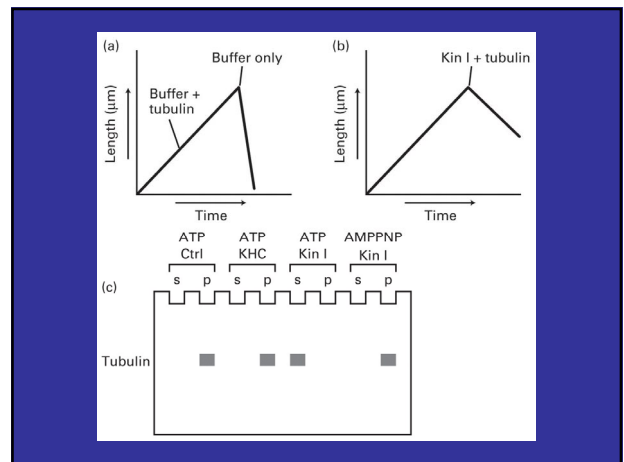 (a)
Buffer only
Buffer +
tubulin
Length (μm)
Time
(b)
Kin I + tubulin
Length (μm)
Time
ATP ATP ATP AMPPNP
Ctrl KHC Kin I Kin I
s p s p s p s p
(c)
Tubulin